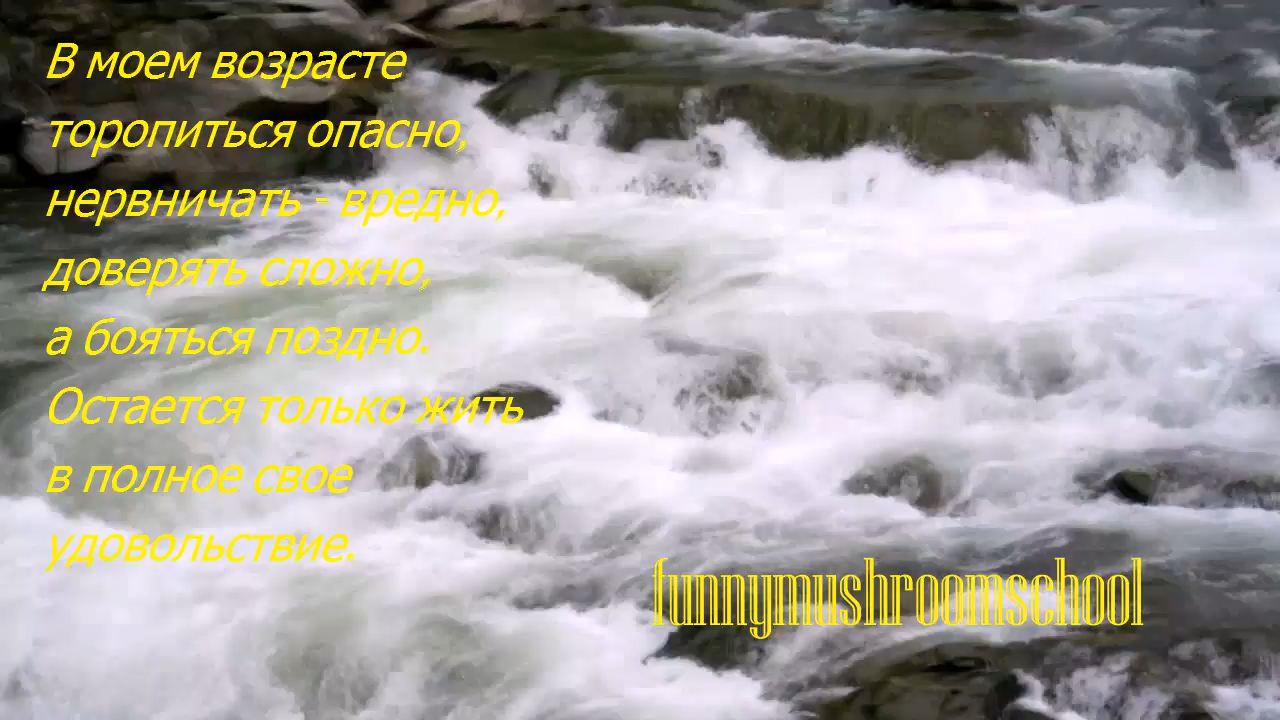 В моем возрасте
торопиться опасно,
нервничать - вредно,
доверять сложно,
а бояться поздно.
Остается только жить
в полное свое
удовольствие.
funnymushroomschool